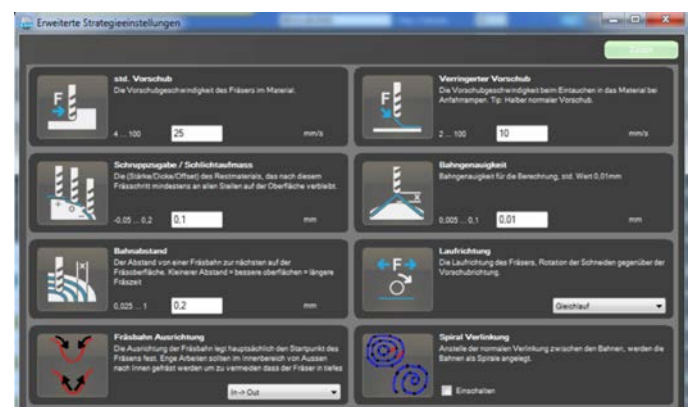 Erweiterte Strategieeinstellungen
Zurück
std. Vorschub
Die Vorschubgeschwindigkeit des Fräsers im Material.
F
4 ... 100
25
mm/s
Verringerter Vorschub
Die Vorschubgeschwindigkeit beim Eintauchen in das Material bei
Anfahrrampen. Tip: Halber normaler Vorschub.
F
2 ... 100
10
mm/s
Schruppzugabe / Schlichtaufmass
Die (Stärke/Dicke/Offset) des Restmaterials, das nach diesem
Frässchritt mindestens an allen Stellen auf der Oberfläche verbleibt.
-0,05 ... 0,2
0,1
mm
Bahngenauigkeit
Bahngenauigkeit für die Berechnung, std. Wert 0,01mm
x
0,005 ... 0,1
0,01
mm
Bahnabstand
Der Abstand von einer Fräsbahn zur nächsten auf der
Fräsoberfläche. Kleinerer Abstand = bessere oberflächen = längere
Fräszeit
x
0,025 ... 1
0,2
mm
Laufrichtung
Die Laufrichtung des Fräsers, Rotation der Schneiden gegenüber der
Vorschubrichtung.
F
Gleichlauf
Fräsbahn Ausrichtung
Die Ausrichtung der Fräsbahn legt hauptsächlich den Startpunkt des
Fräsens fest. Enge Arbeiten sollten im Innerbereich von Aussen
nach Innen gefräst werden um zu vermeiden dass der Fräser in tiefes
In -> Out
Spiral Verlinkung
Anstelle der normalen Verlinkung zwischen den Bahnen, werden die
Bahnen als Spirale angelegt.
Einschalten